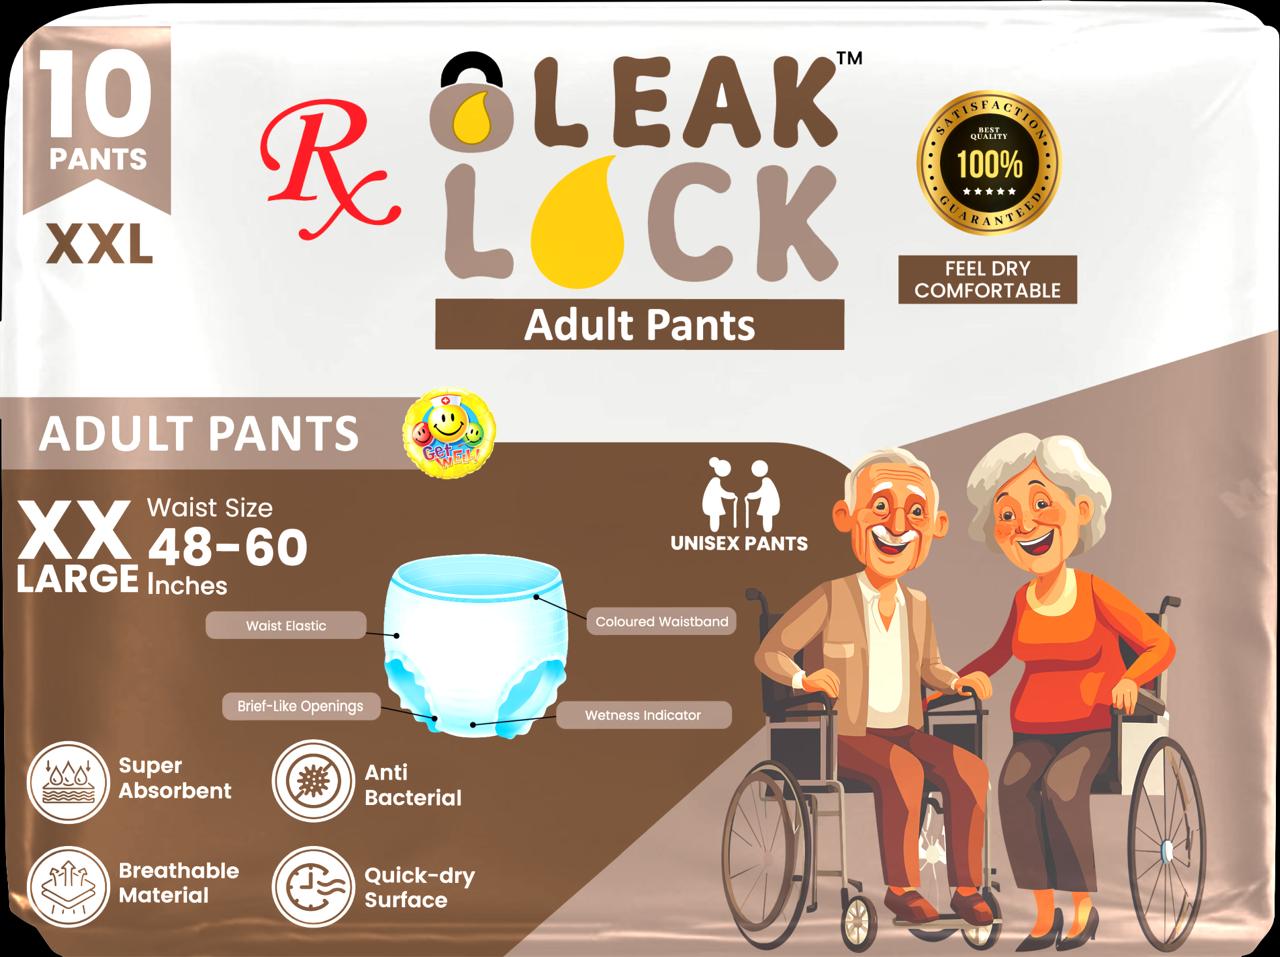 10
PANTS
XXL
Rx
LEAK™
LOCK
Adult Pants
SATISFACTION
BEST
QUALITY
100%
GUARANTEED
FEEL DRY
COMFORTABLE
ADULT PANTS
Get
Well!
XX
LARGE
Waist Size
48-60
Inches
UNISEX PANTS
Waist Elastic
Coloured Waistband
Brief-Like Openings
Wetness Indicator
Super
Absorbent
Anti
Bacterial
Breathable
Material
Quick-dry
Surface